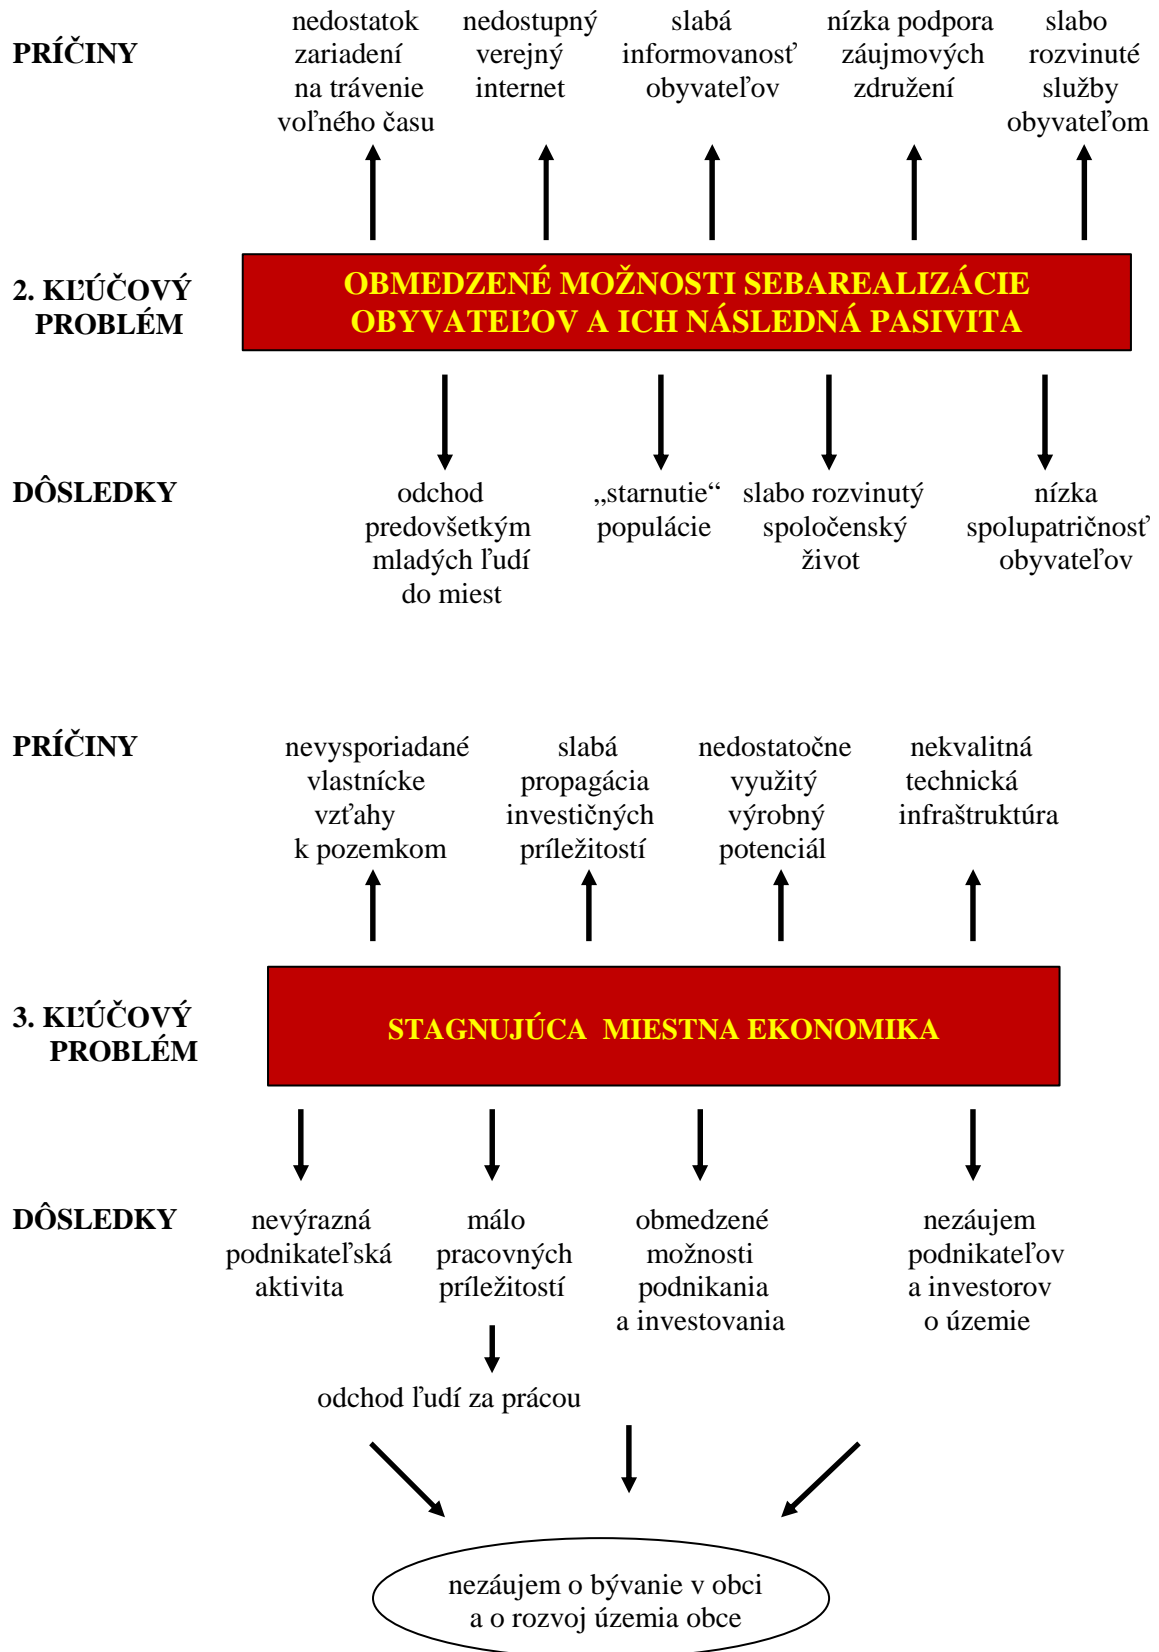 PRÍČINY
nedostatok
zariadení
na trávenie
voľného času
nedostupný
verejný
internet
slabá
informovanosť
obyvateľov
nízka podpora
záujmových
združení
slabo
rozvinuté
služby
obyvateľom
2. KĽÚČOVÝ
PROBLÉM
OBMEDZENÉ MOŽNOSTI SEBAREALIZÁCIE
OBYVATEĽOV A ICH NÁSLEDNÁ PASIVITA
DÔSLEDKY
odchod
predovšetkým
mladých ľudí
do miest
„starnutie“
populácie
slabo rozvinutý
spoločenský
život
nízka
spolupatričnosť
obyvateľov
PRÍČINY
nevysporiadané
vlastnícke
vzťahy
k pozemkom
slabá
propagácia
investičných
príležitostí
nedostatočne
využitý
výrobný
potenciál
nekvalitná
technická
infraštruktúra
3. KĽÚČOVÝ
PROBLÉM
STAGNUJÚCA MIESTNA EKONOMIKA
DÔSLEDKY
nevýrazná
podnikateľská
aktivita
málo
pracovných
príležitostí
obmedzené
možnosti
podnikania
a investovania
nezáujem
podnikateľov
a investorov
o územie
odchod ľudí za prácou
nezáujem o bývanie v obci
a o rozvoj územia obce